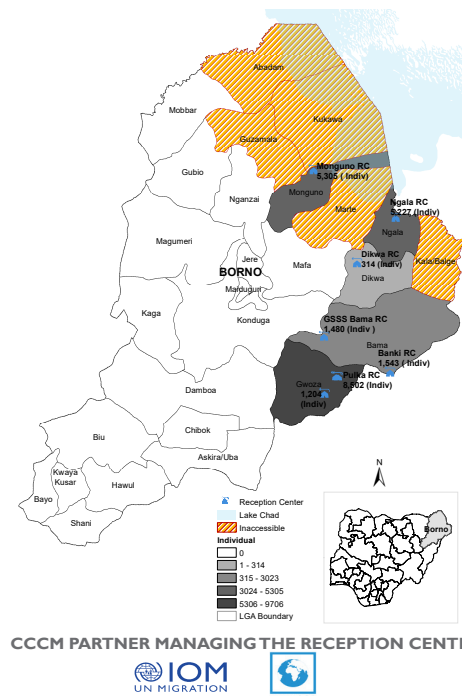 Abadam
Kukawa
Mobbar
Guzamala
Gubio
Monguno RC
5,305 ( Indiv)
Monguno
Nganzai
Marte
Ngala RC
5,227 ( Indiv)
Ngala
Magumeri
Jere
BORNO
Mafa
Dikwa RC
314 (Indiv)
Dikwa
Kala/Balge
Maiduguri
Kaga
Konduga
GSSS Bama RC
1,480 (Indiv )
Bama
Banki RC
1,543 ( Indiv)
Pulka RC
8,502 (Indiv)
Gwoza
1,204
(Indiv)
Damboa
Chibok
Biu
Askira/Uba
Kwaya
Kusar
Hawul
Bayo
Shani
N
Reception Center
Lake Chad
Inaccessible
Individual
0
1 - 314
315 - 3023
3024 - 5305
5306 - 9706
LGA Boundary
Borno
CCCM PARTNER MANAGING THE RECEPTION CENT
IOM
UN MIGRATION